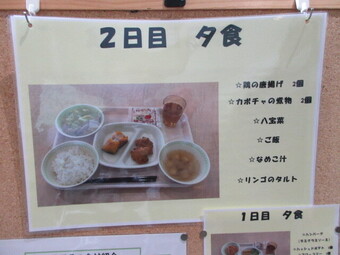 2日目 夕食
☆鶏の唐揚げ 2個
☆カボチャの煮物 2個
☆八宝菜
☆ご飯
☆なめこ汁
☆リンゴのタルト
1日目 夕食